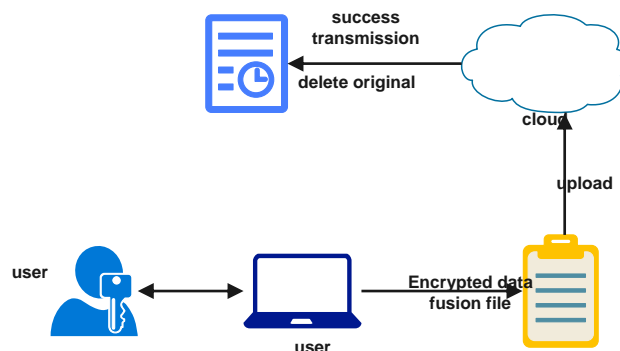 success
transmission
delete original
cloud
upload
user
Encrypted data
fusion file
user